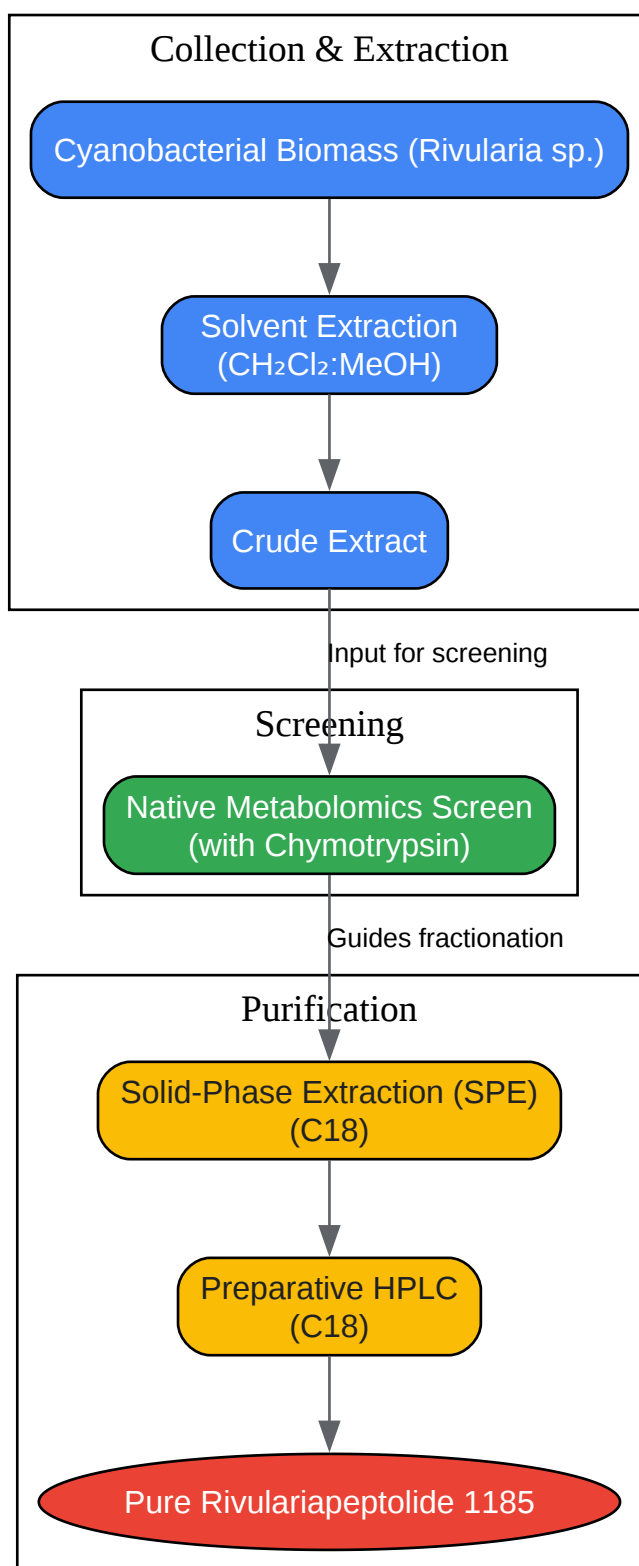 Collection & Extraction
Cyanobacterial Biomass (Rivularia sp.)
Solvent Extraction
(CH₂Cl₂:MeOH)
Crude Extract
Input for screening
Screening
Native Metabolomics Screen
(with Chymotrypsin)
Guides fractionation
Purification
Solid-Phase Extraction (SPE)
(C18)
Preparative HPLC
(C18)
Pure Rivulariapeptolide 1185